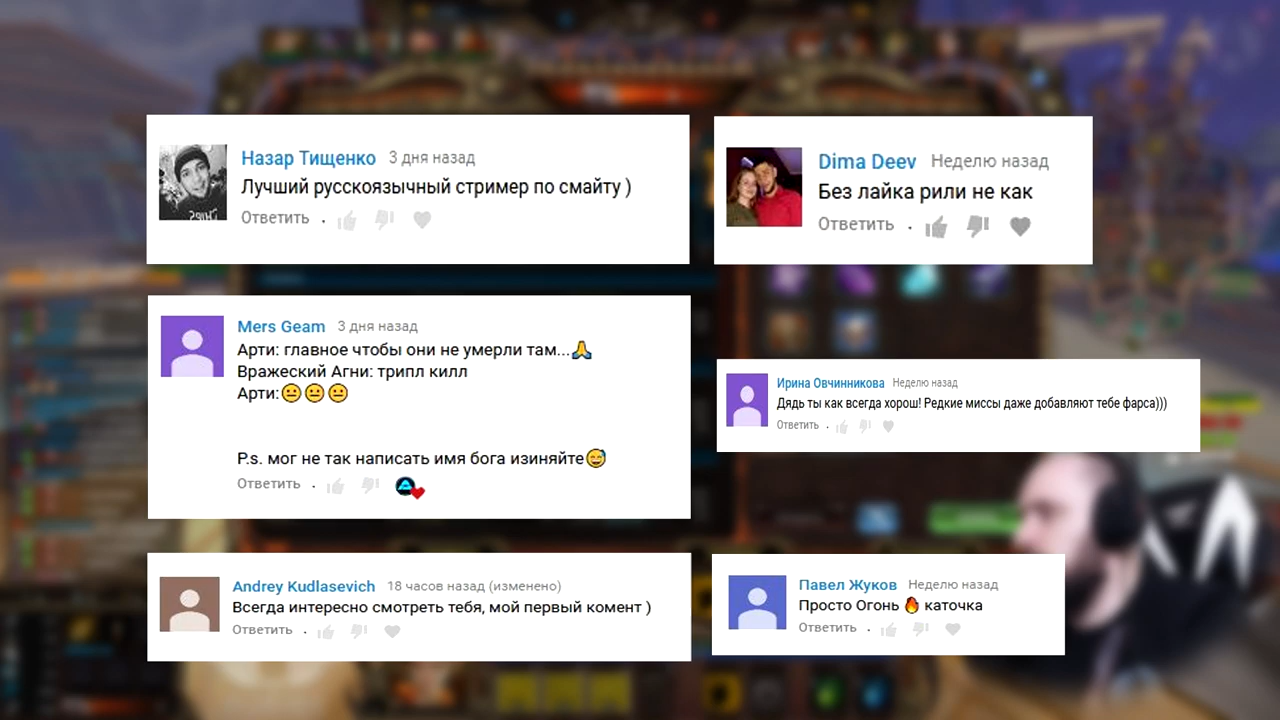 Назар Тищенко 3 дня назад
Лучший русскоязычный стример по смайту )
Ответить
Dima Deev Неделю назад
Без лайка рили не как
Ответить
Mers Geam 3 дня назад
Арти: главное чтобы они не умерли там...🙏
Вражеский Агни: трипл килл
Арти:😐😐😐
P.s. мог не так написать имя бога изиняйте😅
Ответить
Ирина Овчинникова Неделю назад
Дядь ты как всегда хорош! Редкие миссы даже добавляют тебе фарса)))
Ответить
Andrey Kudlasevich 18 часов назад (изменено)
Всегда интересно смотреть тебя, мой первый комент )
Ответить
Павел Жуков Неделю назад
Просто Огонь 🔥 каточка
Ответить